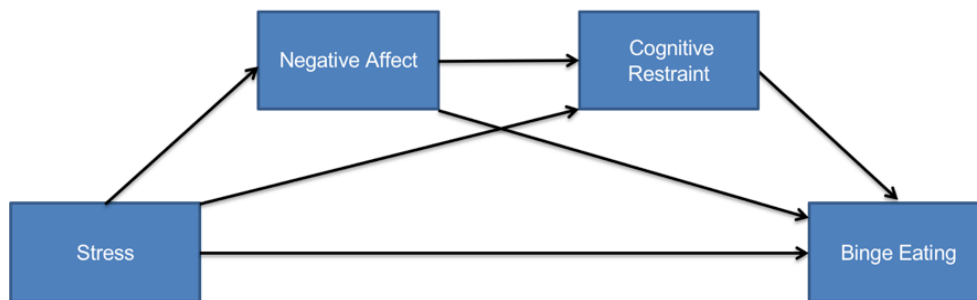 Negative Affect
Cognitive
Restraint
Stress
Binge Eating